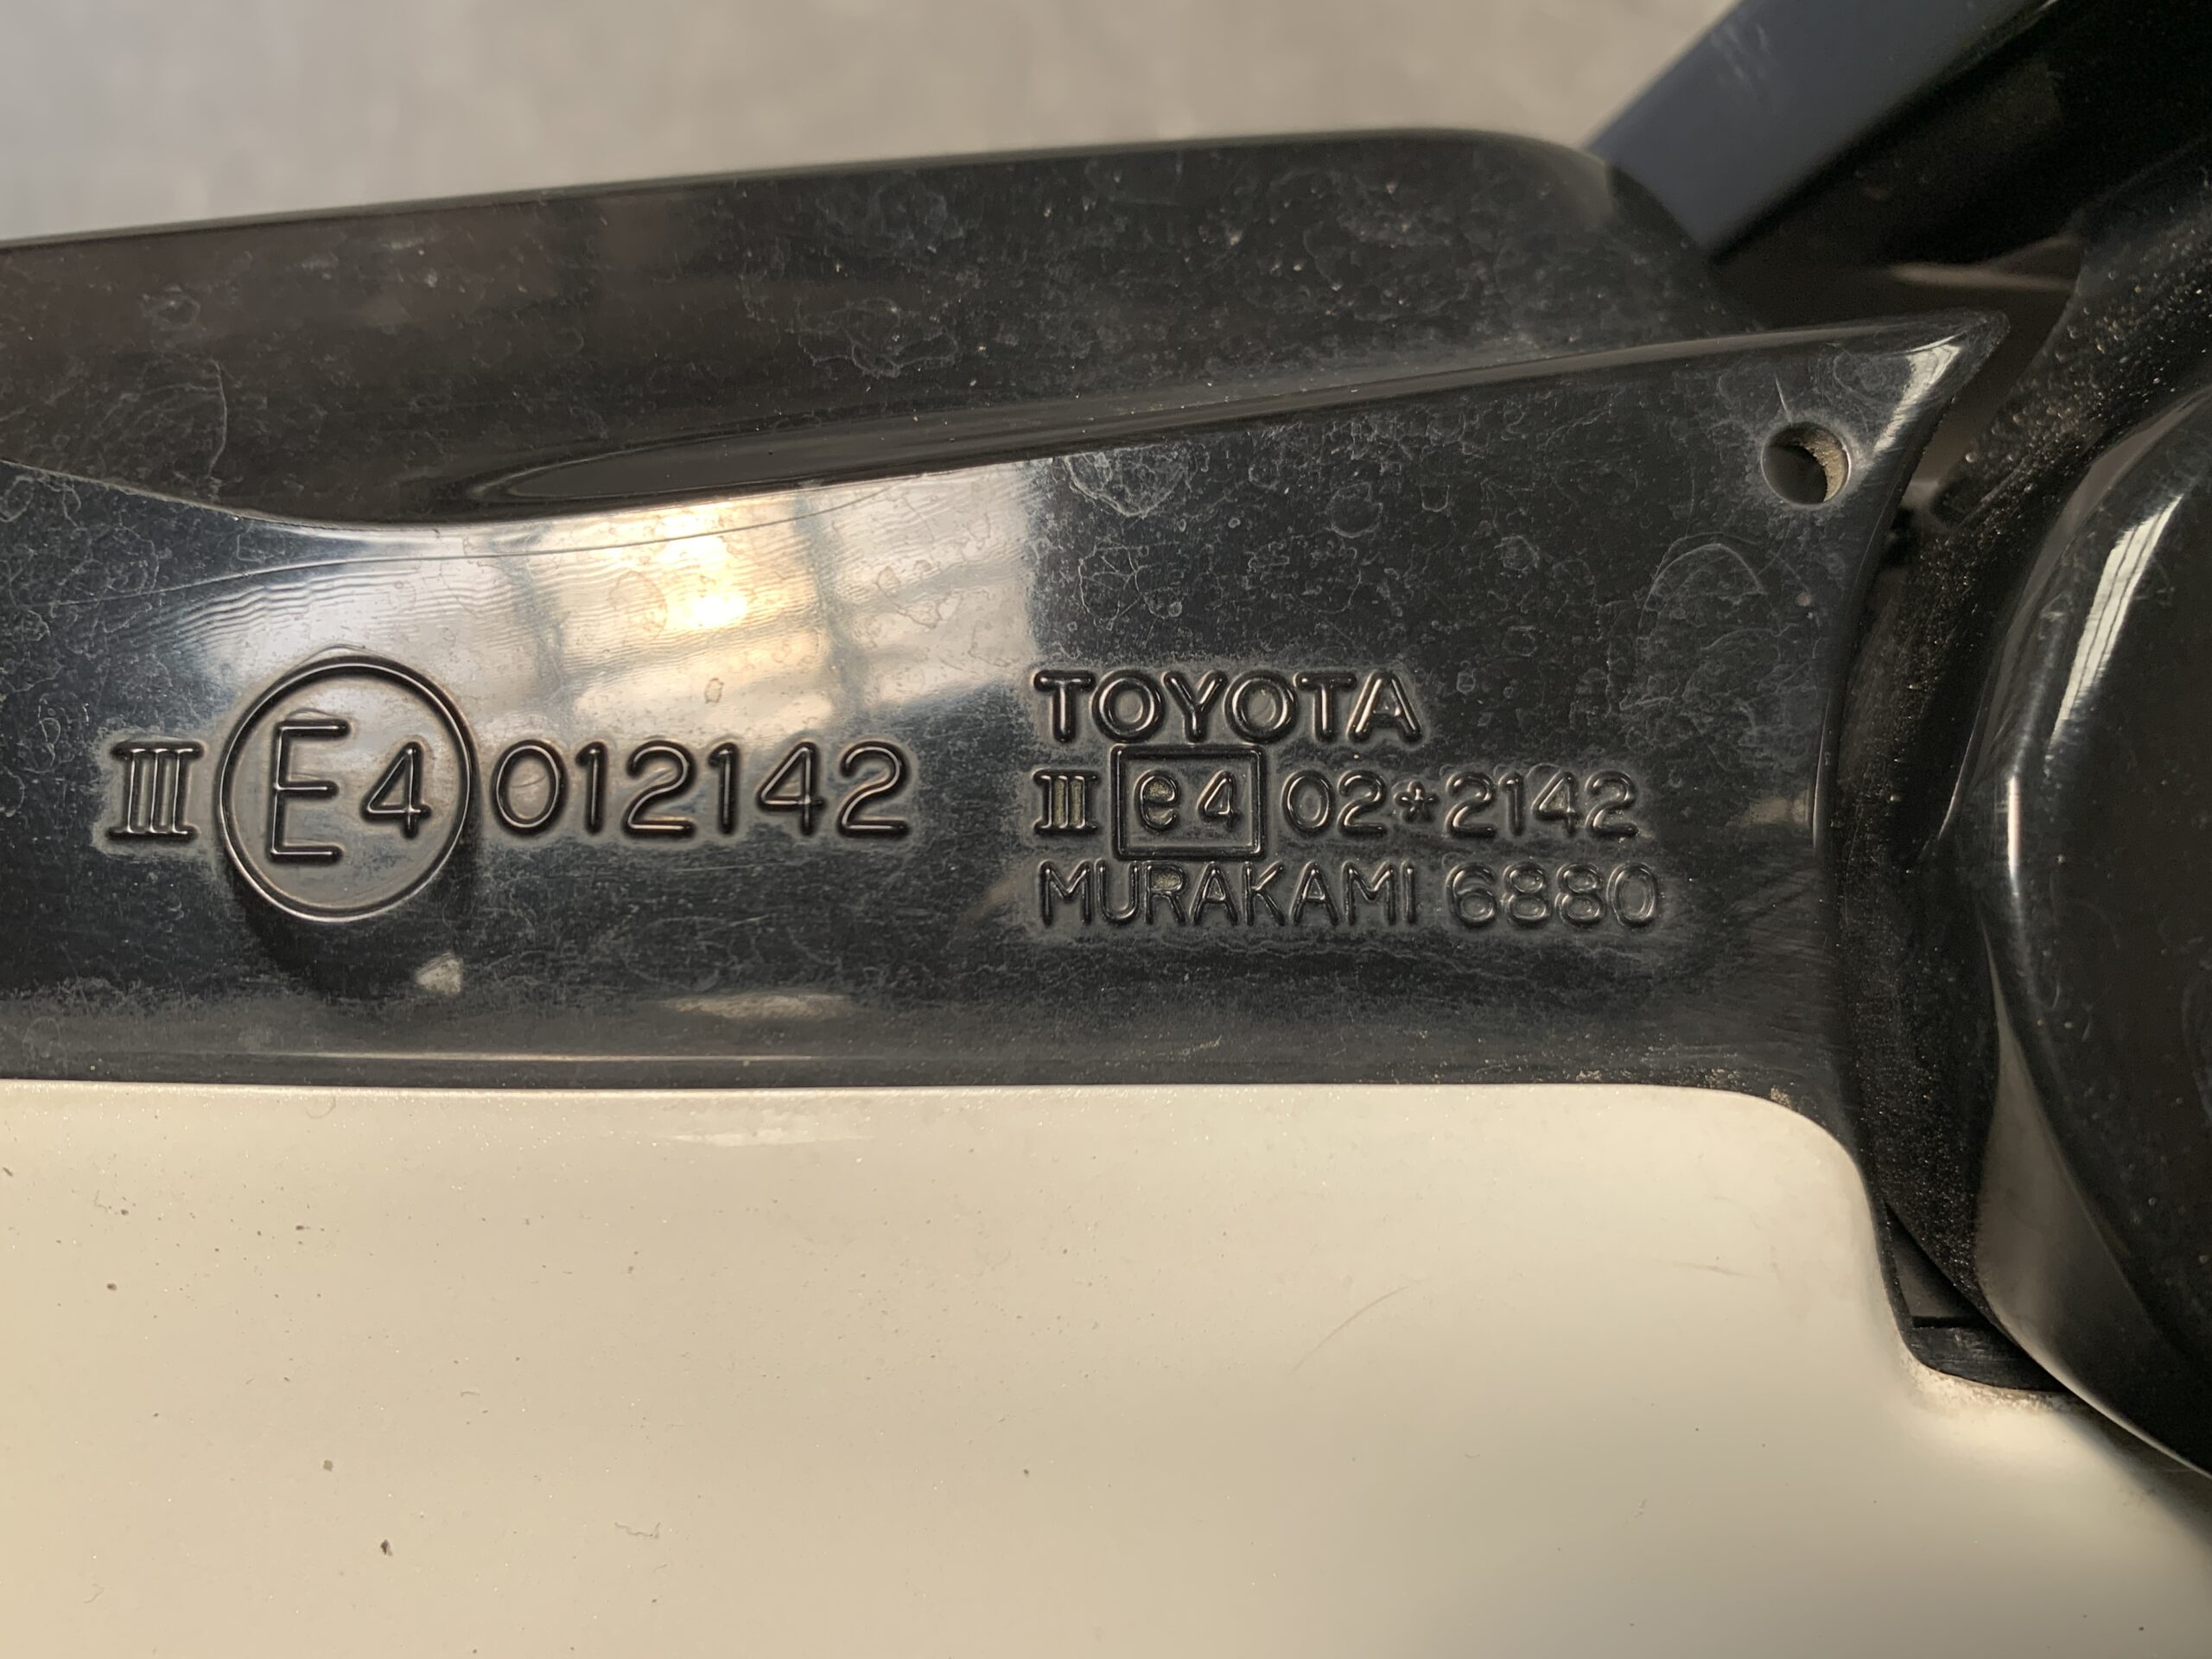 III E4 012142
TOYOTA
III e4 02*2142
MURAKAMI 6880